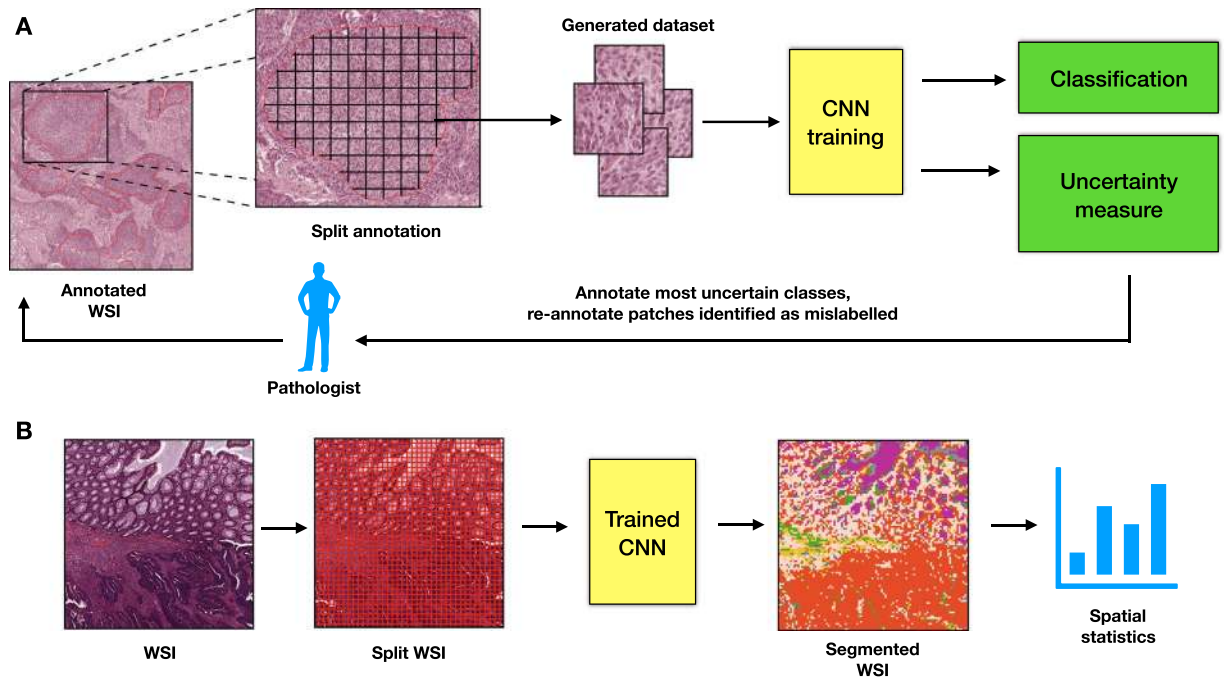 A
Generated dataset
CNN
training
Classification
Uncertainty
measure
Split annotation
Annotated
WSI
Annotate most uncertain classes,
re-annotate patches identified as mislabelled
Pathologist
B
Trained
CNN
WSI
Split WSI
Segmented
WSI
Spatial
statistics